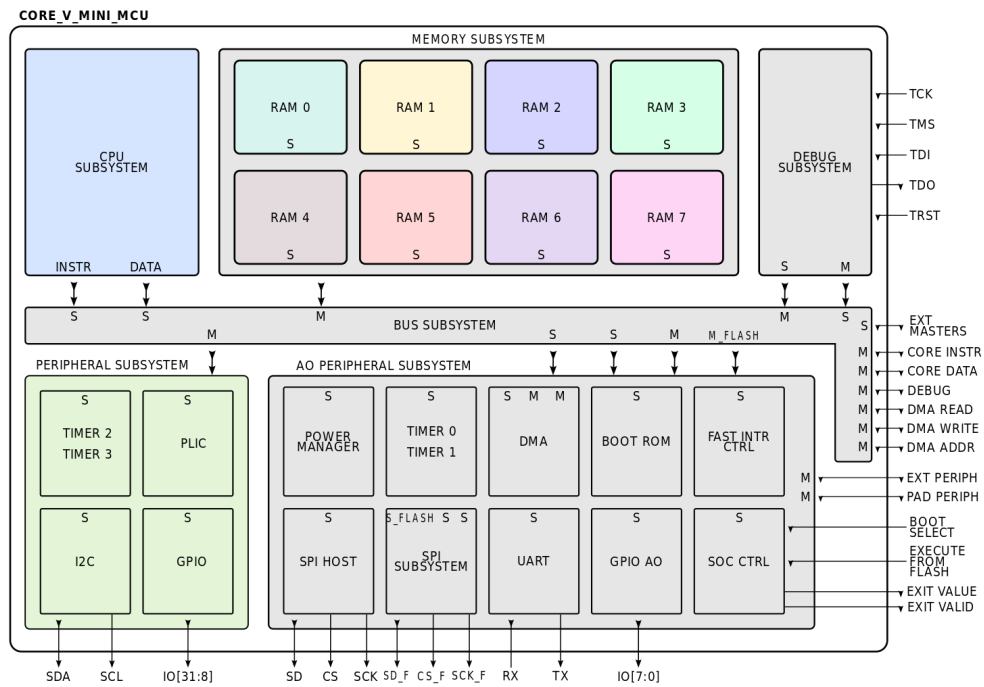 CORE_V_MINI_MCU
MEMORY SUBSYSTEM
CPU
SUBSYSTEM
INSTR
DATA
RAM 0
S
RAM 1
S
RAM 2
S
RAM 3
S
RAM 4
S
RAM 5
S
RAM 6
S
RAM 7
S
DEBUG
SUBSYSTEM
S
M
TCK
TMS
TDI
TDO
TRST
S
S
M
M
S
BUS SUBSYSTEM
M
S
S
M
M_FLASH
S
EXT
MASTERS
M
CORE INSTR
M
CORE DATA
M
DEBUG
M
DMA READ
M
DMA WRITE
M
DMA ADDR
PERIPHERAL SUBSYSTEM
S
TIMER 2
TIMER 3
S
PLIC
S
I2C
S
GPIO
AO PERIPHERAL SUBSYSTEM
S
POWER
MANAGER
S
TIMER 0
TIMER 1
S
M
M
DMA
S
BOOT ROM
S
FAST INTR
CTRL
S
SPI HOST
S_FLASH
S
S
SPI
SUBSYSTEM
S
UART
S
GPIO AO
S
SOC CTRL
M
EXT PERIPH
M
PAD PERIPH
BOOT
SELECT
EXECUTE
FROM
FLASH
EXIT VALUE
EXIT VALID
SDA
SCL
IO[31:8]
SD
CS
SCK
SD_F
CS_F
SCK_F
RX
TX
IO[7:0]